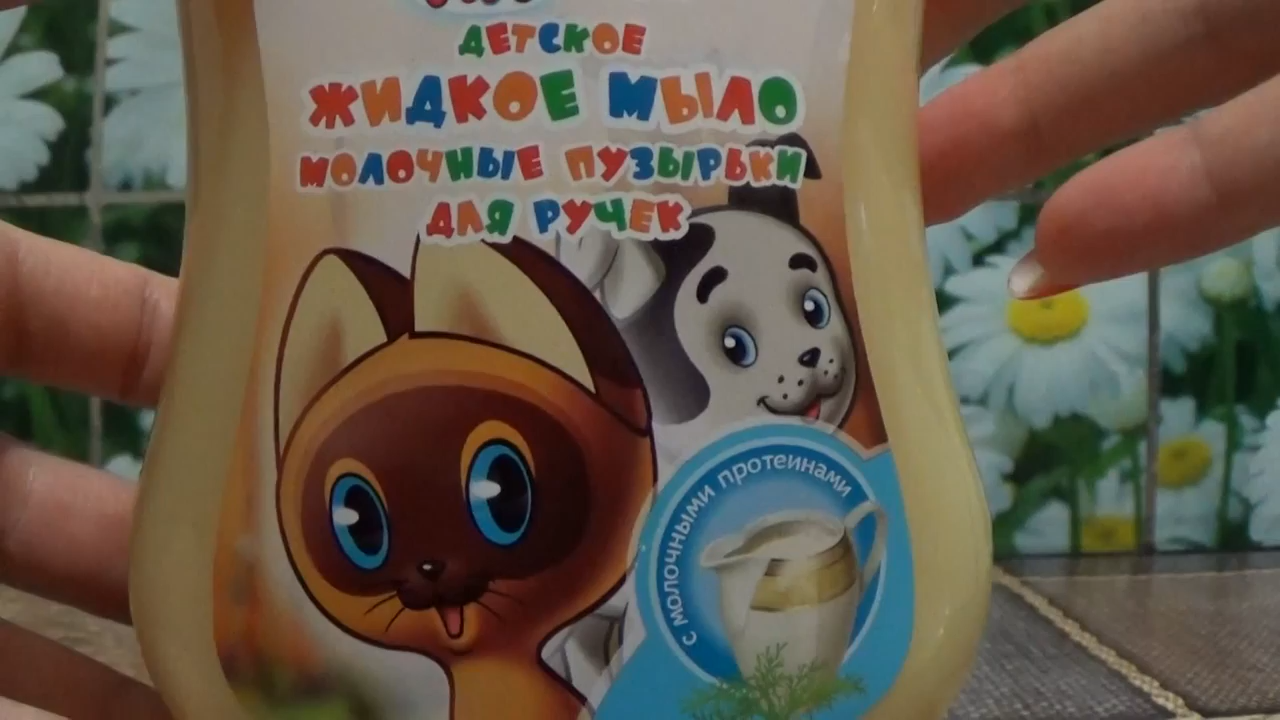 ДЕТСКОЕ
ЖИДКОЕ МЫЛО
МОЛОЧНЫЕ ПУЗЫРЬКИ
ДЛЯ РУЧЕК
с молочными протеинами